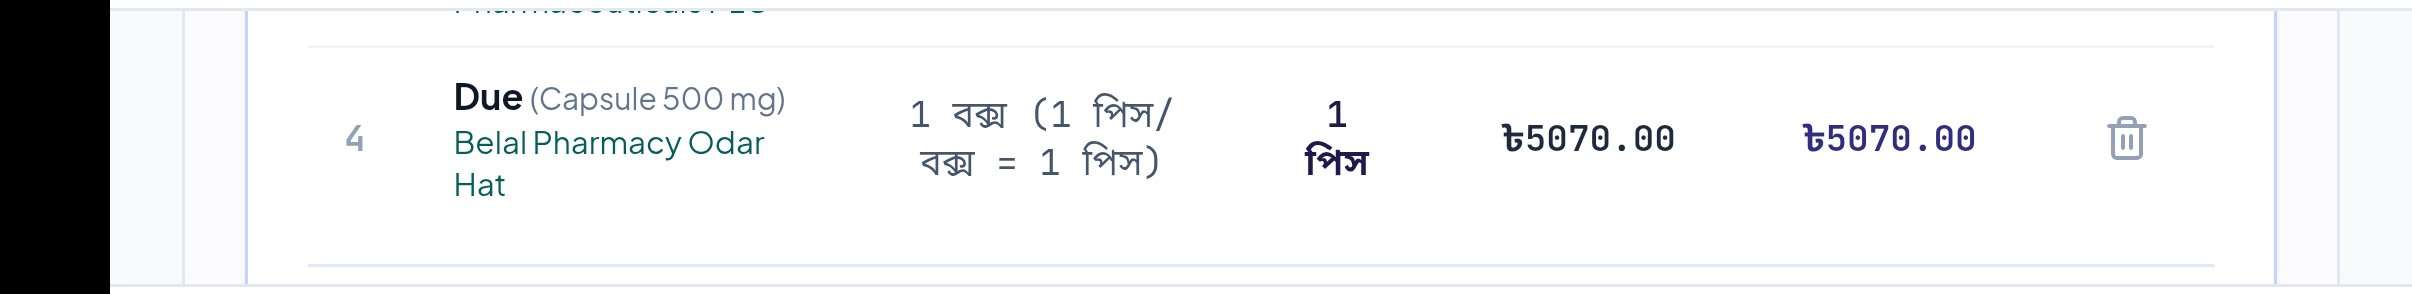 4
Due (Capsule 500 mg)
Belal Pharmacy Odar
Hat
1 বক্স (1 পিস/
বক্স = 1 পিস)
1
পিস
৳5070.00
৳5070.00